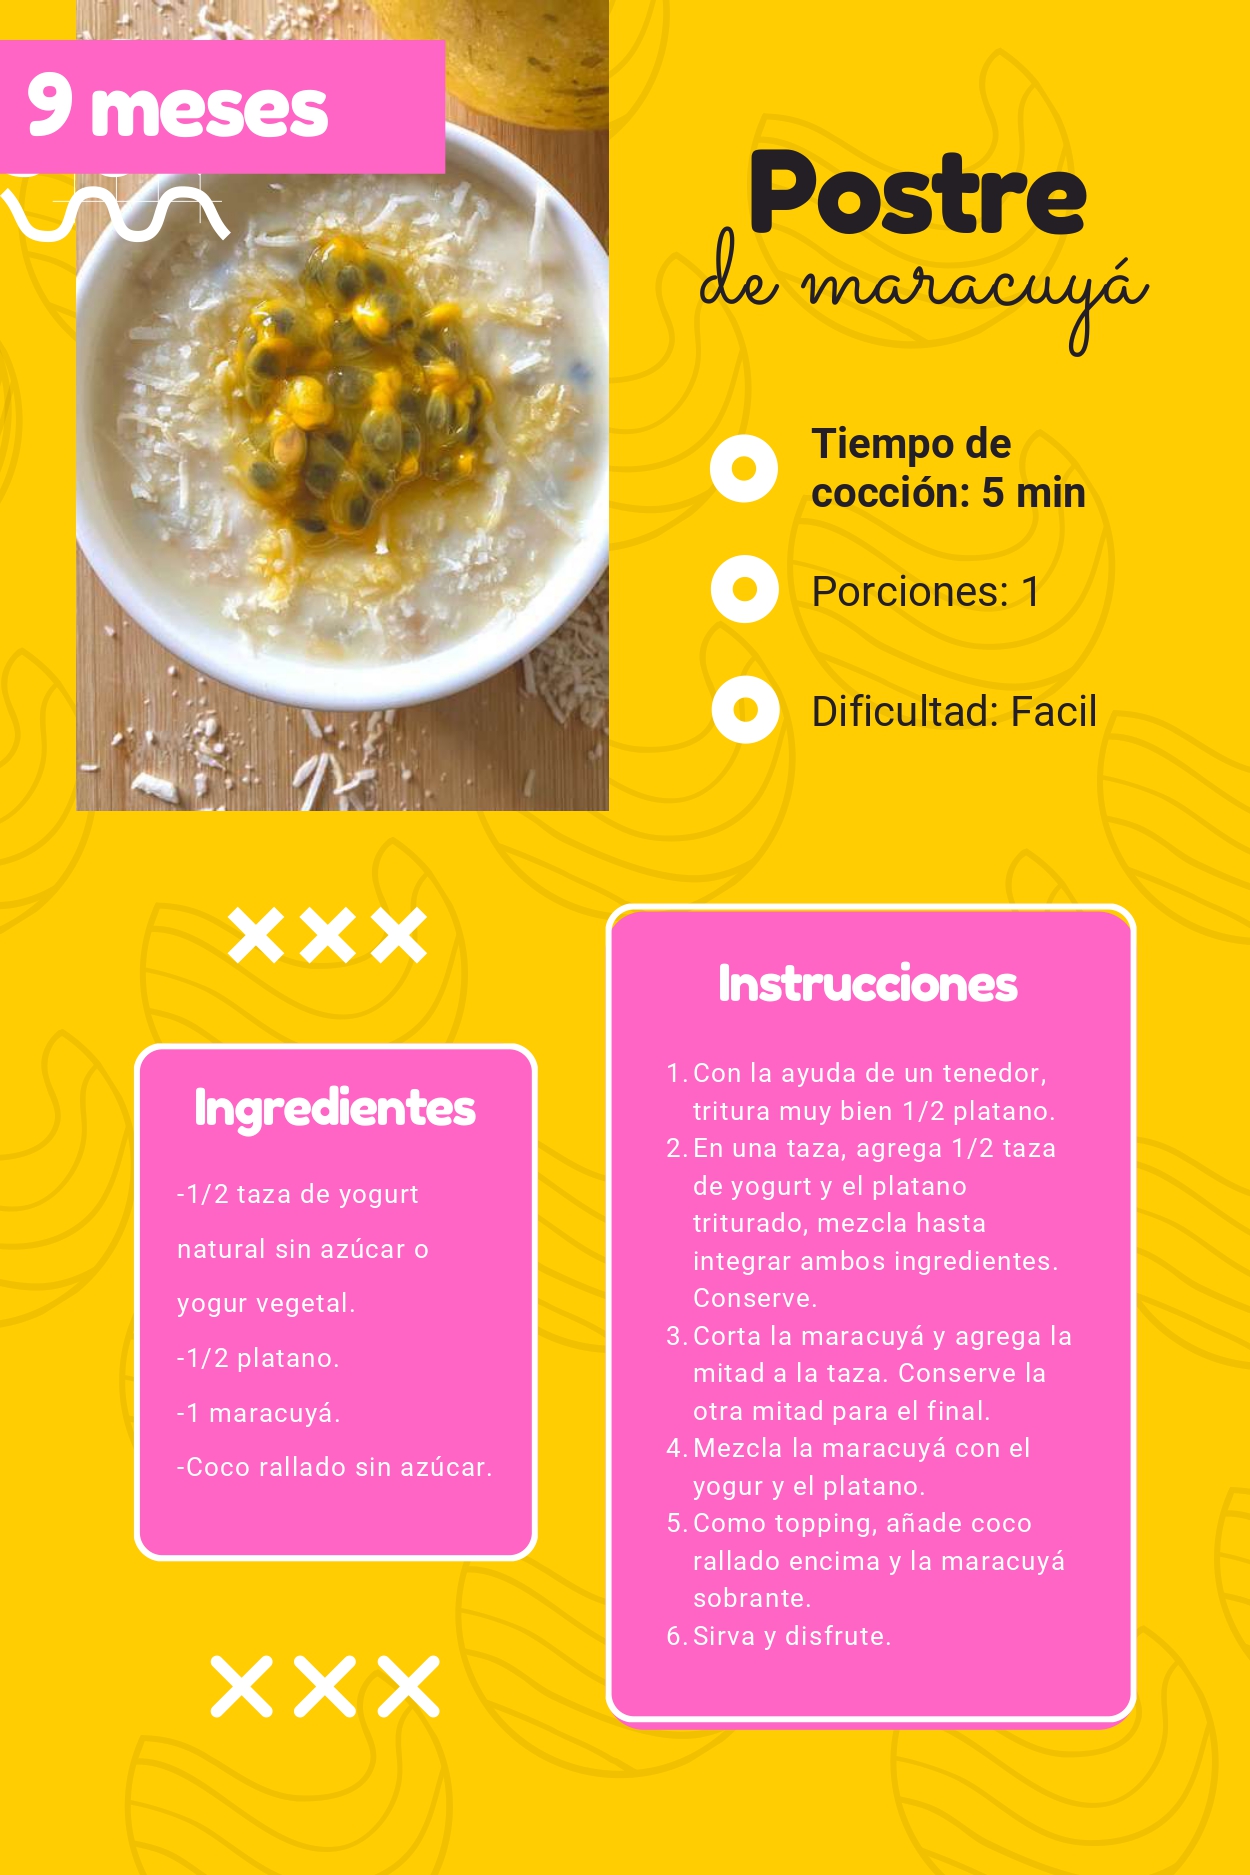 9 meses
Postre
de maracuyá
Tiempo de
cocción: 5 min
Porciones: 1
Dificultad: Facil
Ingredientes
-1/2 taza de yogurt
natural sin azúcar o
yogur vegetal.
-1/2 platano.
-1 maracuyá.
-Coco rallado sin azúcar.
Instrucciones
1. Con la ayuda de un tenedor,
tritura muy bien 1/2 platano.
2. En una taza, agrega 1/2 taza
de yogurt y el platano
triturado, mezcla hasta
integrar ambos ingredientes.
Conserve.
3. Corta la maracuyá y agrega la
mitad a la taza. Conserve la
otra mitad para el final.
4. Mezcla la maracuyá con el
yogur y el platano.
5. Como topping, añade coco
rallado encima y la maracuyá
sobrante.
6. Sirva y disfrute.